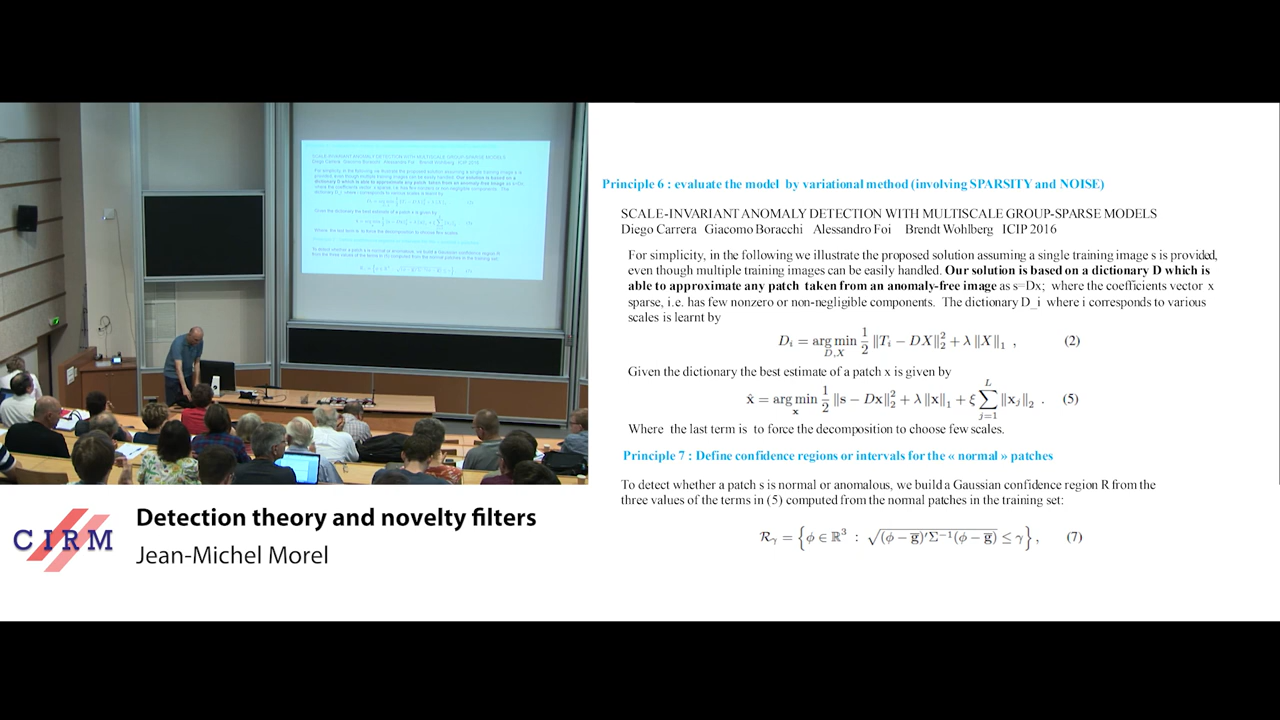 Principle 6 : evaluate the model by variational method (involving SPARSITY and NOISE)
SCALE-INVARIANT ANOMALY DETECTION WITH MULTISCALE GROUP-SPARSE MODELS
Diego Carrera Giacomo Boracchi Alessandro Foi Brendt Wohlberg ICIP 2016
For simplicity, in the following we illustrate the proposed solution assuming a single training image s is provided,
even though multiple training images can be easily handled. Our solution is based on a dictionary D which is
able to approximate any patch taken from an anomaly-free image as s=Dx; where the coefficients vector x
sparse, i.e. has few nonzero or non-negligible components. The dictionary D_i where i corresponds to various
scales is learnt by
D_i = arg min_{D,X} 1/2 ‖T_i − DX‖_2^2 + λ ‖X‖_1 , (2)
Given the dictionary the best estimate of a patch x is given by
x̂ = arg min_x 1/2 ‖s − Dx‖_2^2 + λ ‖x‖_1 + ξ ∑_{j=1}^{L} ‖x_j‖_2 . (5)
Where the last term is to force the decomposition to choose few scales.
Principle 7 : Define confidence regions or intervals for the « normal » patches
To detect whether a patch s is normal or anomalous, we build a Gaussian confidence region R from the
three values of the terms in (5) computed from the normal patches in the training set:
R_γ = { φ ∈ ℝ^3 : √((φ − g̅)′Σ^{−1}(φ − g̅)) ≤ γ } , (7)
CIRM
Detection theory and novelty filters
Jean-Michel Morel